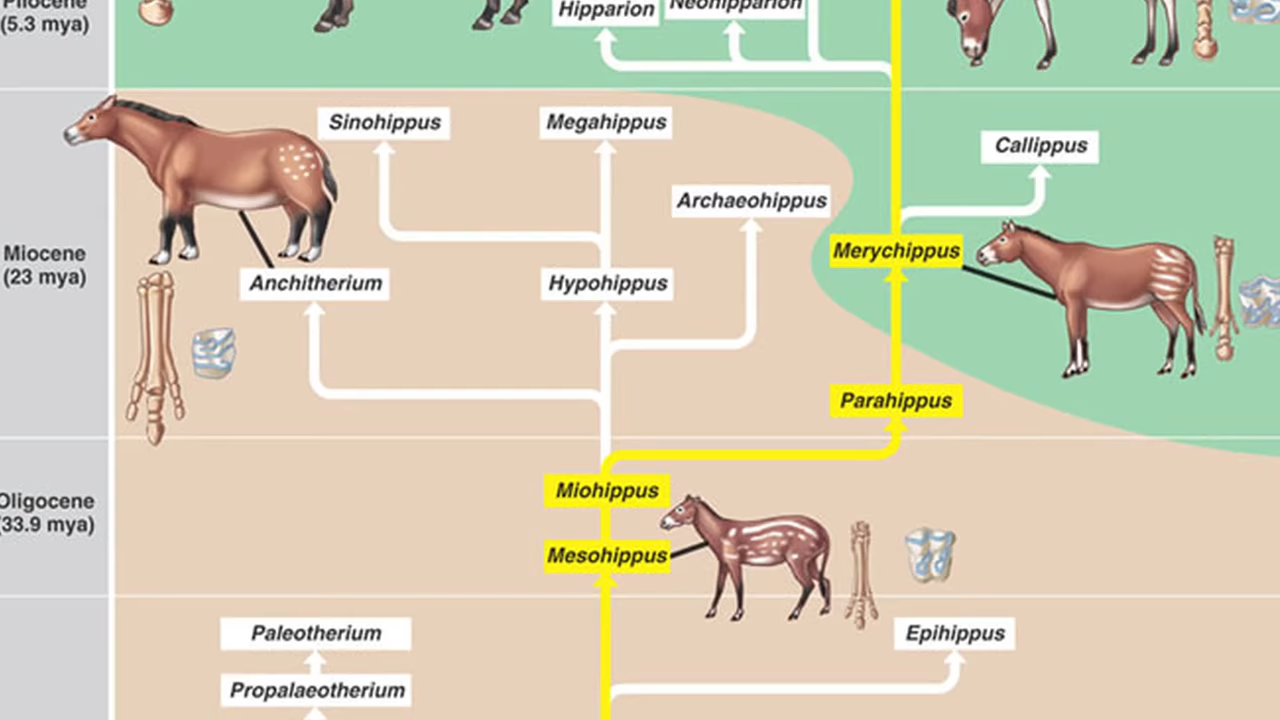 Pliocene
(5.3 mya)
Hipparion
Neohipparion
Sinohippus
Megahippus
Callippus
Archaeohippus
Miocene
(23 mya)
Merychippus
Anchitherium
Hypohippus
Parahippus
Miohippus
Oligocene
(33.9 mya)
Mesohippus
Paleotherium
Epihippus
Propalaeotherium